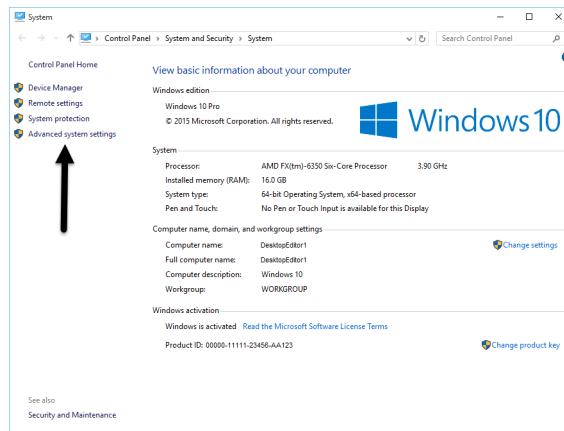 System
Control Panel > System and Security > System
Search Control Panel
Control Panel Home
Device Manager
Remote settings
System protection
Advanced system settings
View basic information about your computer
Windows edition
Windows 10 Pro
© 2015 Microsoft Corporation. All rights reserved.
Windows 10
System
Processor: AMD FX(tm)-6350 Six-Core Processor 3.90 GHz
Installed memory (RAM): 16.0 GB
System type: 64-bit Operating System, x64-based processor
Pen and Touch: No Pen or Touch Input is available for this Display
Computer name, domain, and workgroup settings
Computer name: DesktopEditor1
Change settings
Full computer name: DesktopEditor1
Computer description: Windows 10
Workgroup: WORKGROUP
Windows activation
Windows is activated Read the Microsoft Software License Terms
Product ID: 00000-11111-23456-AA123
Change product key
See also
Security and Maintenance